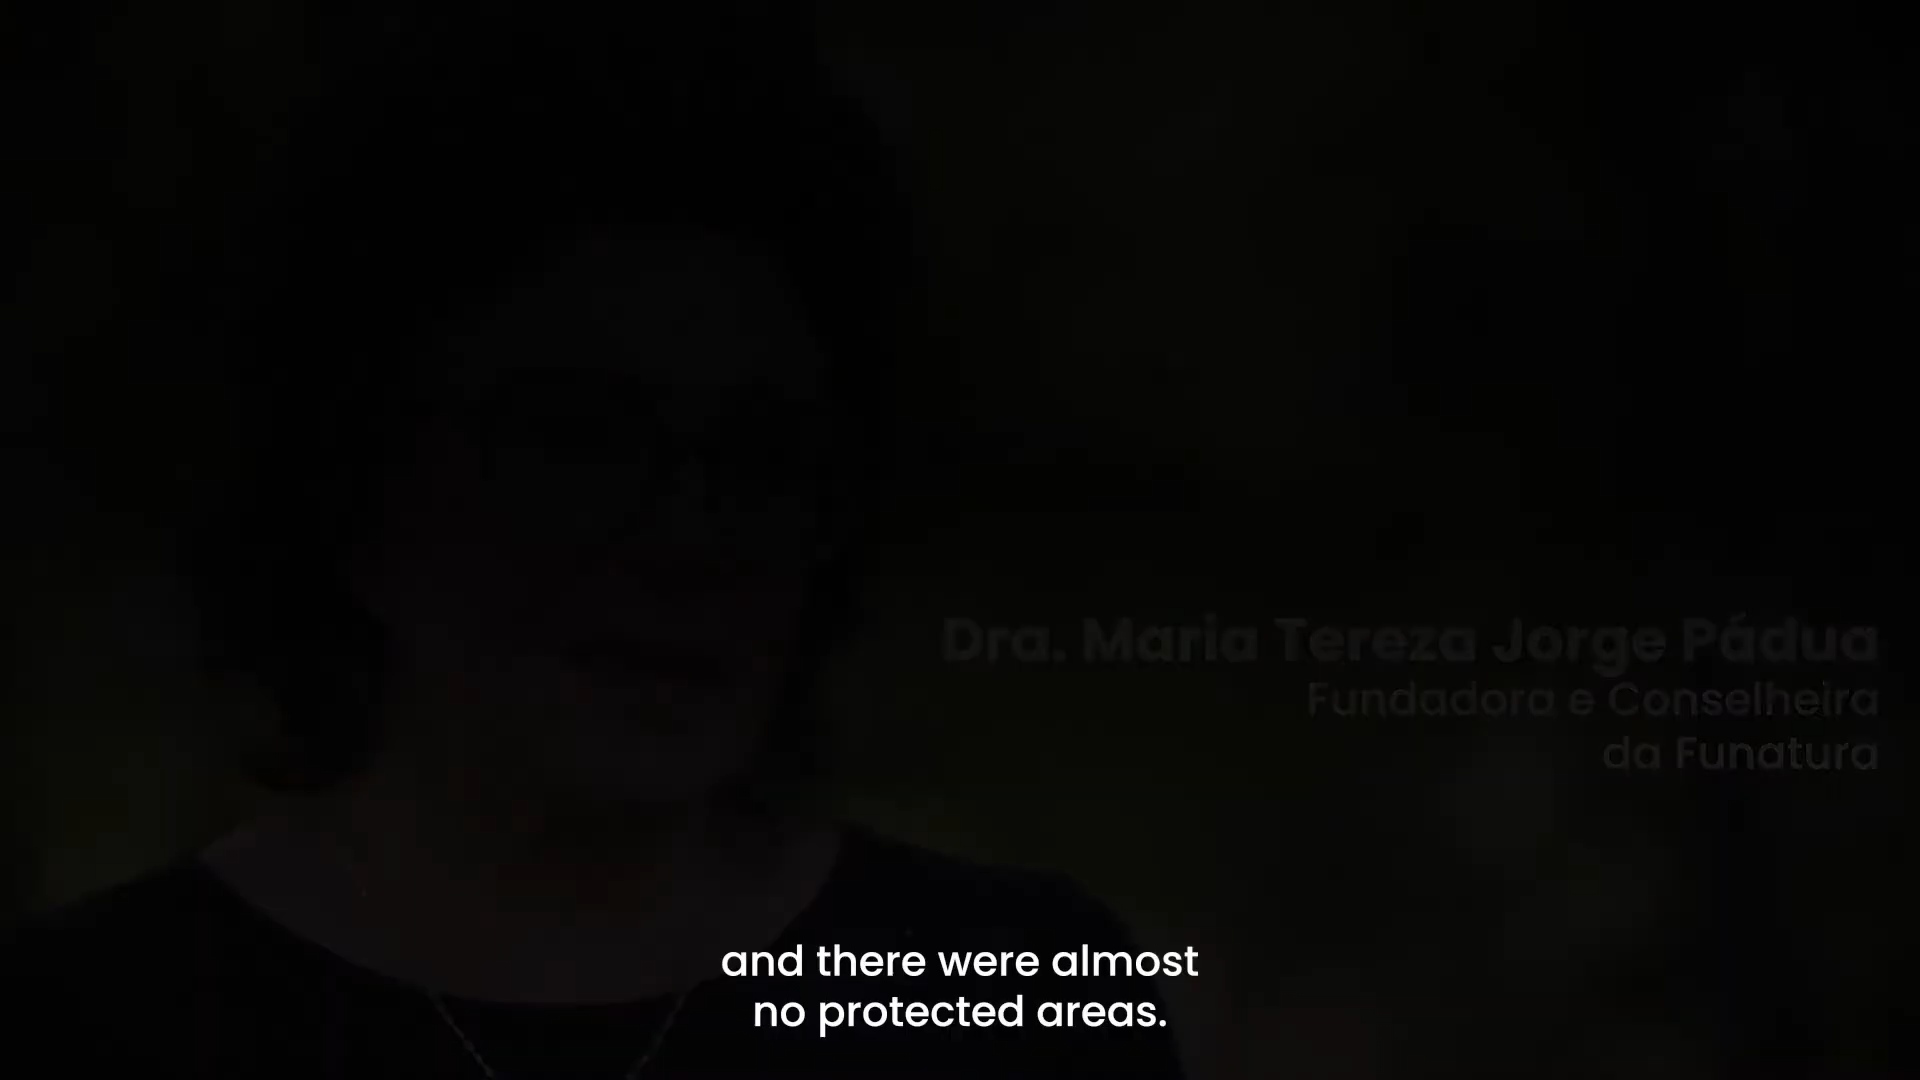 Dra. Maria Tereza Jorge Pádua
Fundadora e Conselheira
da Funatura
and there were almost
no protected areas.